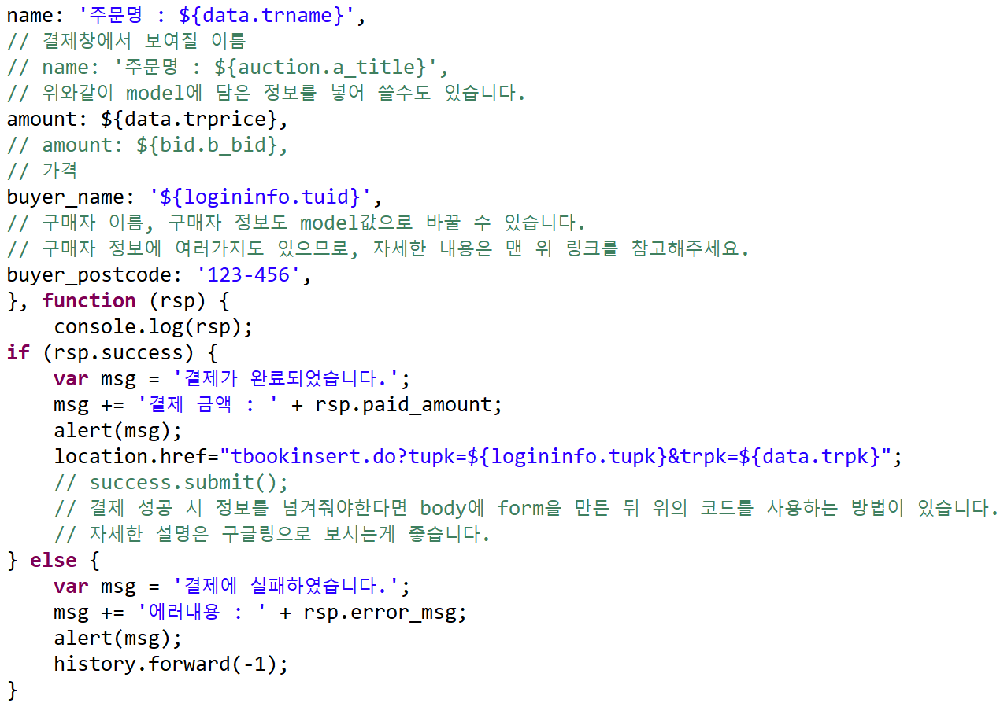 name: '주문명 : ${data.trname}',
// 결제창에서 보여질 이름
// name: '주문명 : ${auction.a_title}',
// 위와같이 model에 담은 정보를 넣어 쓸수도 있습니다.
amount: ${data.trprice},
// amount: ${bid.b_bid},
// 가격
buyer_name: '${logininfo.tuid}',
// 구매자 이름, 구매자 정보도 model값으로 바꿀 수 있습니다.
// 구매자 정보에 여러가지도 있으므로, 자세한 내용은 맨 위 링크를 참고해주세요.
buyer_postcode: '123-456',
}, function (rsp) {
    console.log(rsp);
if (rsp.success) {
    var msg = '결제가 완료되었습니다.';
    msg += '결제 금액 : ' + rsp.paid_amount;
    alert(msg);
    location.href="tbookinsert.do?tupk=${logininfo.tupk}&trpk=${data.trpk}";
    // success.submit();
    // 결제 성공 시 정보를 넘겨줘야한다면 body에 form을 만든 뒤 위의 코드를 사용하는 방법이 있습니다.
    // 자세한 설명은 구글링으로 보시는게 좋습니다.
} else {
    var msg = '결제에 실패하였습니다.';
    msg += '에러내용 : ' + rsp.error_msg;
    alert(msg);
    history.forward(-1);
}